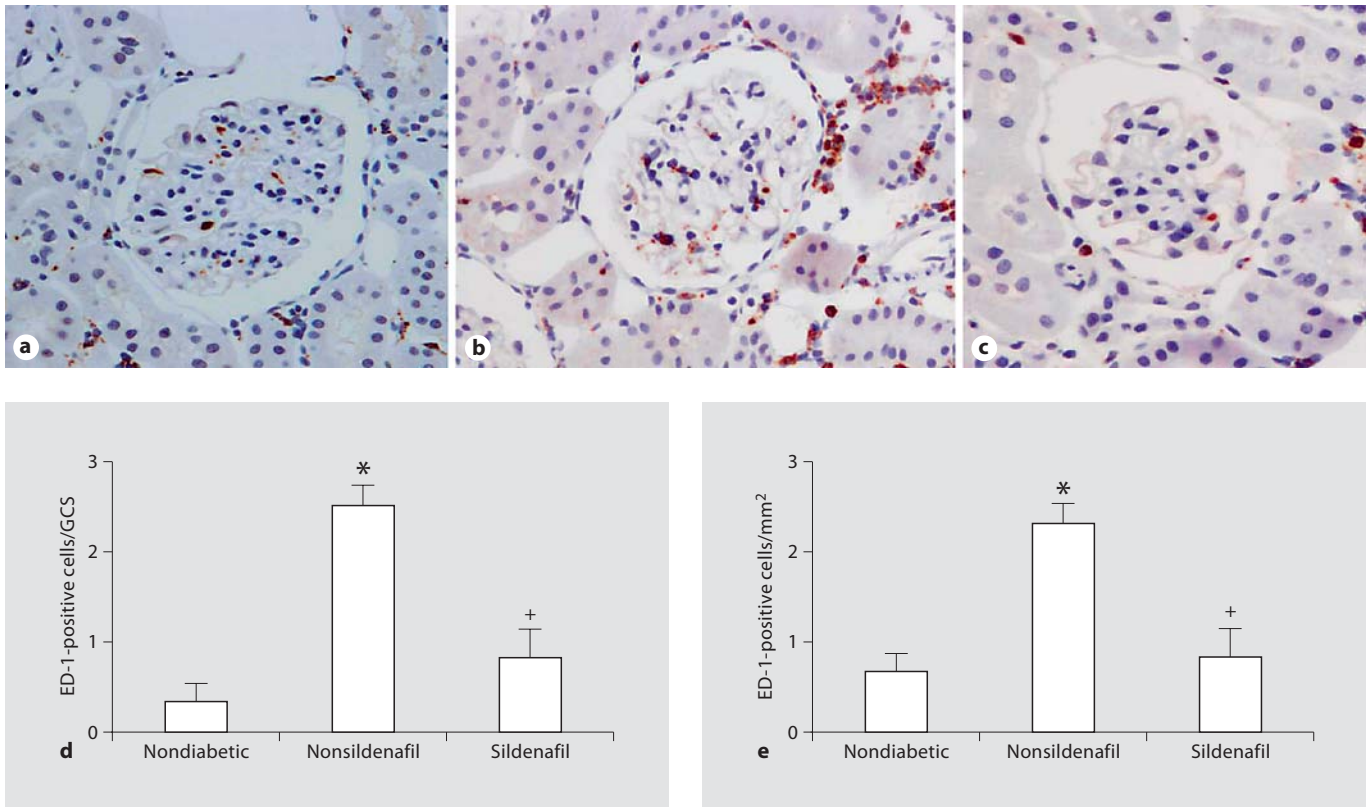 a
b
c
3
2
1
0
ED-1-positive cells/GCS
*
+
Nondiabetic
Nonsildenafil
Sildenafil
d
3
2
1
0
ED-1-positive cells/mm²
*
+
Nondiabetic
Nonsildenafil
Sildenafil
e